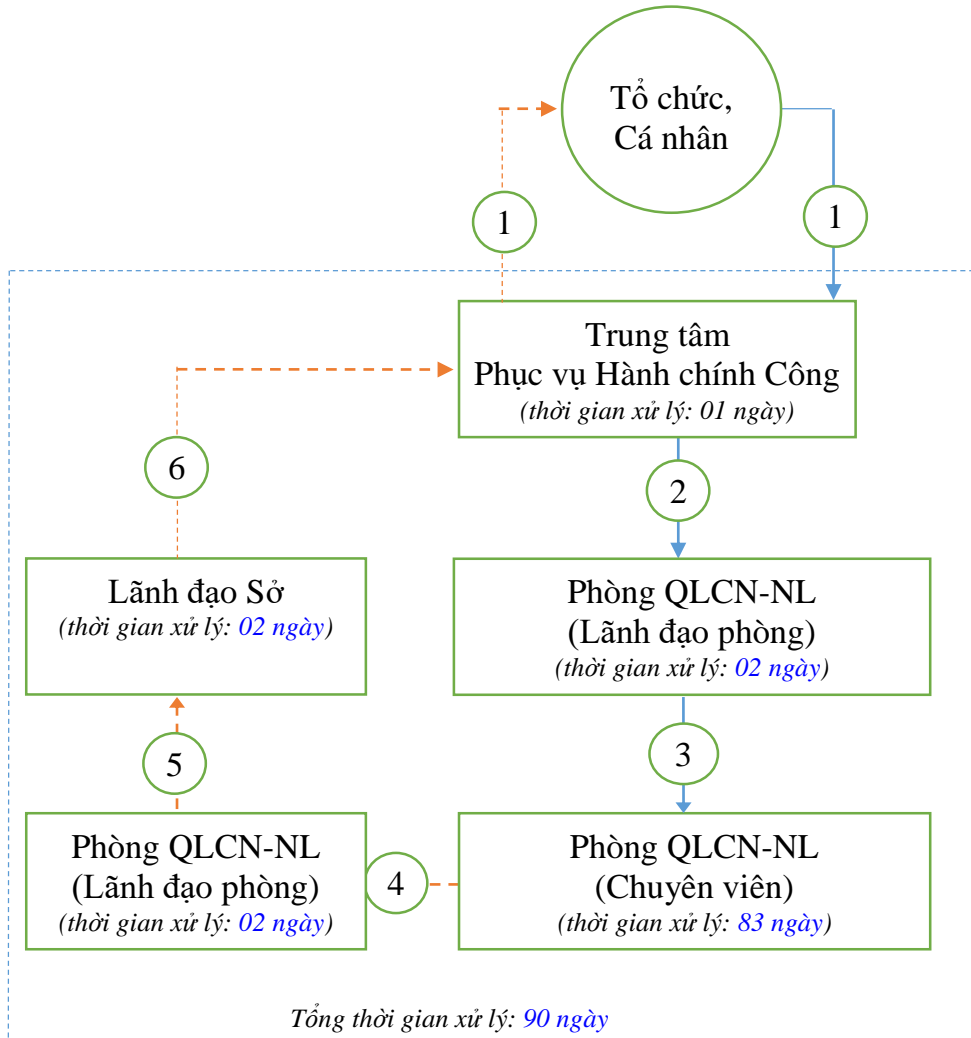 Tổ chức,
Cá nhân
1
1
Trung tâm
Phục vụ Hành chính Công
(thời gian xử lý: 01 ngày)
6
2
Lãnh đạo Sở
(thời gian xử lý: 02 ngày)
Phòng QLCN-NL
(Lãnh đạo phòng)
(thời gian xử lý: 02 ngày)
5
3
Phòng QLCN-NL
(Lãnh đạo phòng)
(thời gian xử lý: 02 ngày)
4
Phòng QLCN-NL
(Chuyên viên)
(thời gian xử lý: 83 ngày)
Tổng thời gian xử lý: 90 ngày